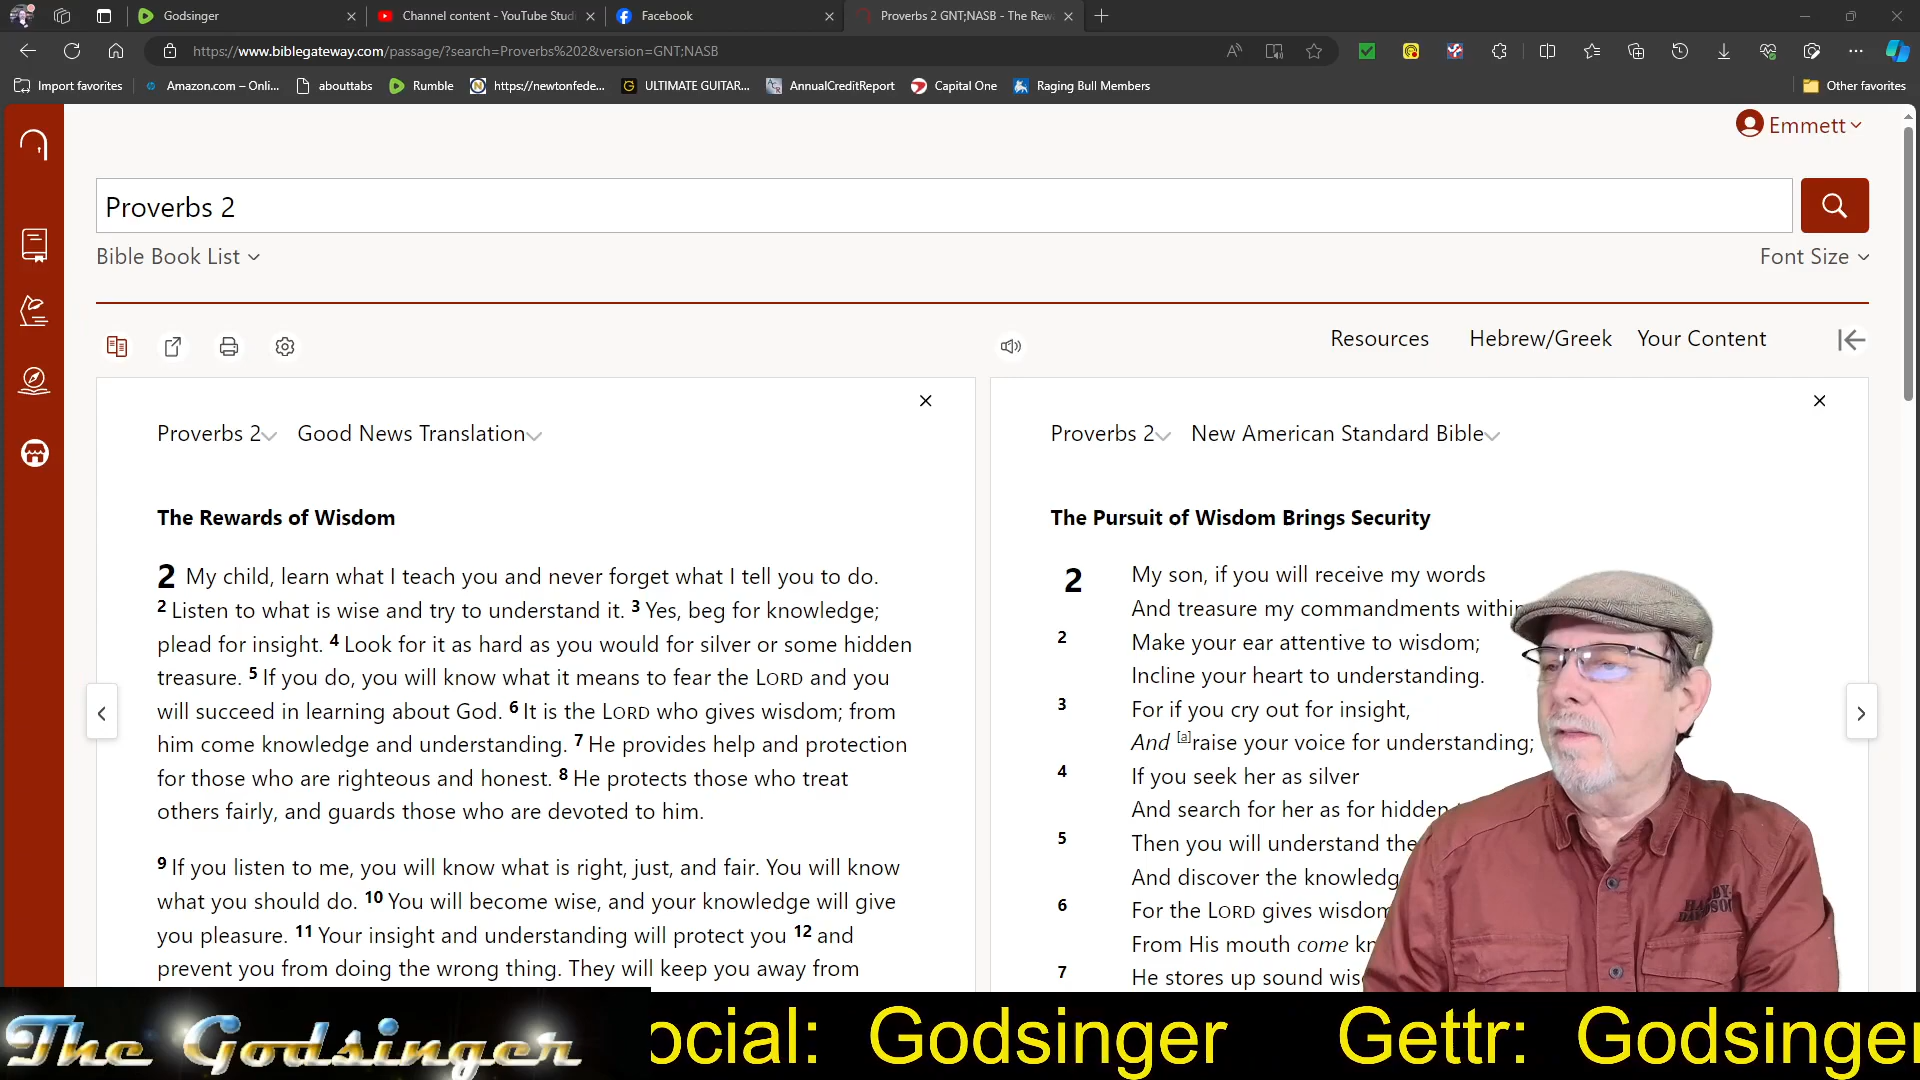 Godsinger
Channel content - YouTube Studi
Facebook
Proverbs 2 GNT;NASB - The Rewa
https://www.biblegateway.com/passage/?search=Proverbs%202&version=GNT;NASB
Import favorites
Amazon.com – Onli...
abouttabs
Rumble
https://newtonfede...
ULTIMATE GUITAR...
AnnualCreditReport
Capital One
Raging Bull Members
Other favorites
Emmett
Proverbs 2
Bible Book List
Font Size
Resources
Hebrew/Greek
Your Content
Proverbs 2
Good News Translation
The Rewards of Wisdom
2 My child, learn what I teach you and never forget what I tell you to do.
2 Listen to what is wise and try to understand it. 3 Yes, beg for knowledge;
plead for insight. 4 Look for it as hard as you would for silver or some hidden
treasure. 5 If you do, you will know what it means to fear the LORD and you
will succeed in learning about God. 6 It is the LORD who gives wisdom; from
him come knowledge and understanding. 7 He provides help and protection
for those who are righteous and honest. 8 He protects those who treat
others fairly, and guards those who are devoted to him.
9 If you listen to me, you will know what is right, just, and fair. You will know
what you should do. 10 You will become wise, and your knowledge will give
you pleasure. 11 Your insight and understanding will protect you 12 and
prevent you from doing the wrong thing. They will keep you away from
Proverbs 2
New American Standard Bible
The Pursuit of Wisdom Brings Security
2 My son, if you will receive my words
And treasure my commandments within
2 Make your ear attentive to wisdom;
Incline your heart to understanding.
3 For if you cry out for insight,
And [a]raise your voice for understanding;
4 If you seek her as silver
And search for her as for hidden
5 Then you will understand the
And discover the knowledg
6 For the LORD gives wisdom
From His mouth come kn
7 He stores up sound wis
The Godsinger
ocial: Godsinger Gettr: Godsinger